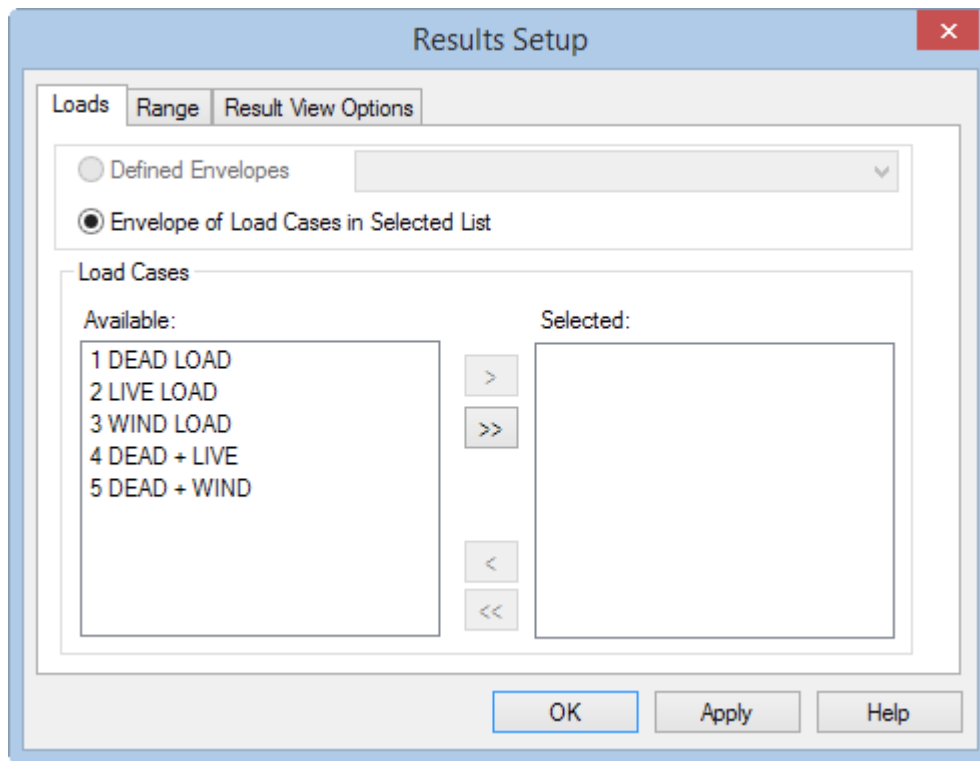 Results Setup
Loads Range Result View Options
Defined Envelopes
Envelope of Load Cases in Selected List
Load Cases
Available: Selected:
1 DEAD LOAD
2 LIVE LOAD
3 WIND LOAD
4 DEAD + LIVE
5 DEAD + WIND
>
>>
<
<<
OK Apply Help